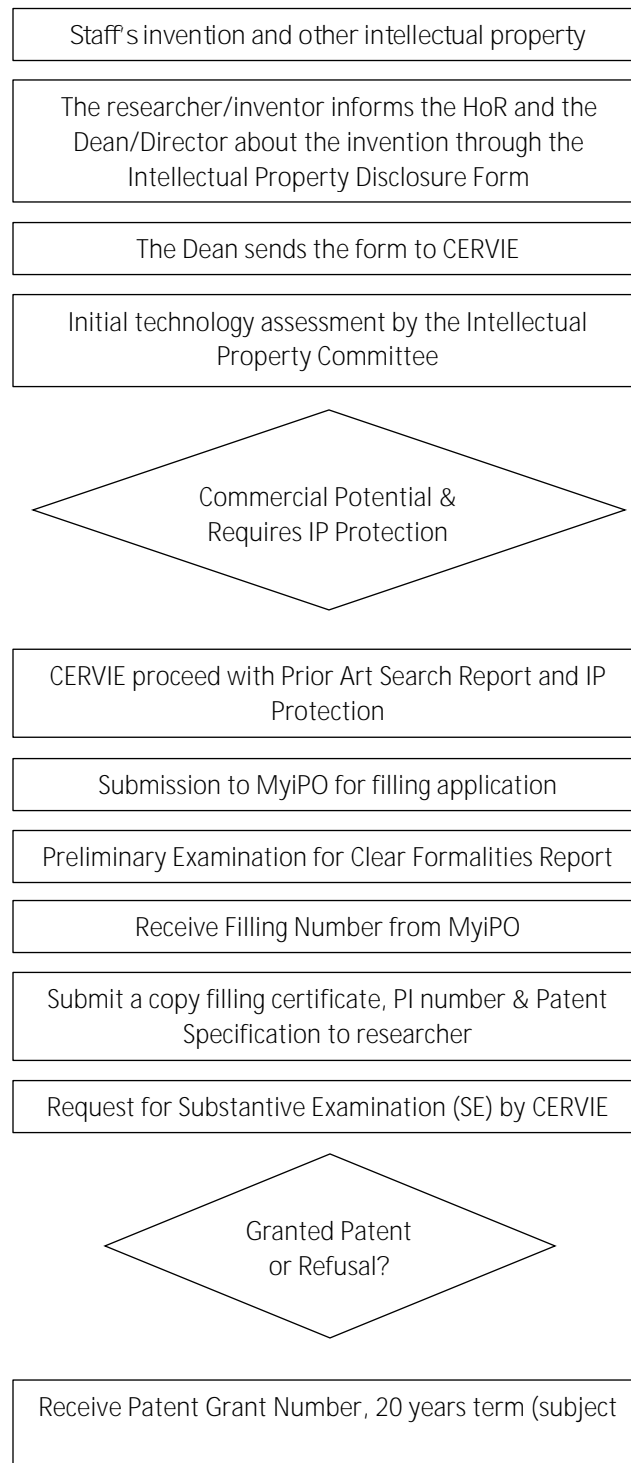 Staff's invention and other intellectual property
The researcher/inventor informs the HoR and the
Dean/Director about the invention through the
Intellectual Property Disclosure Form
The Dean sends the form to CERVIE
Initial technology assessment by the Intellectual
Property Committee
Commercial Potential &
Requires IP Protection
CERVIE proceed with Prior Art Search Report and IP
Protection
Submission to MyiPO for filling application
Preliminary Examination for Clear Formalities Report
Receive Filling Number from MyiPO
Submit a copy filling certificate, PI number & Patent
Specification to researcher
Request for Substantive Examination (SE) by CERVIE
Granted Patent
or Refusal?
Receive Patent Grant Number, 20 years term (subject